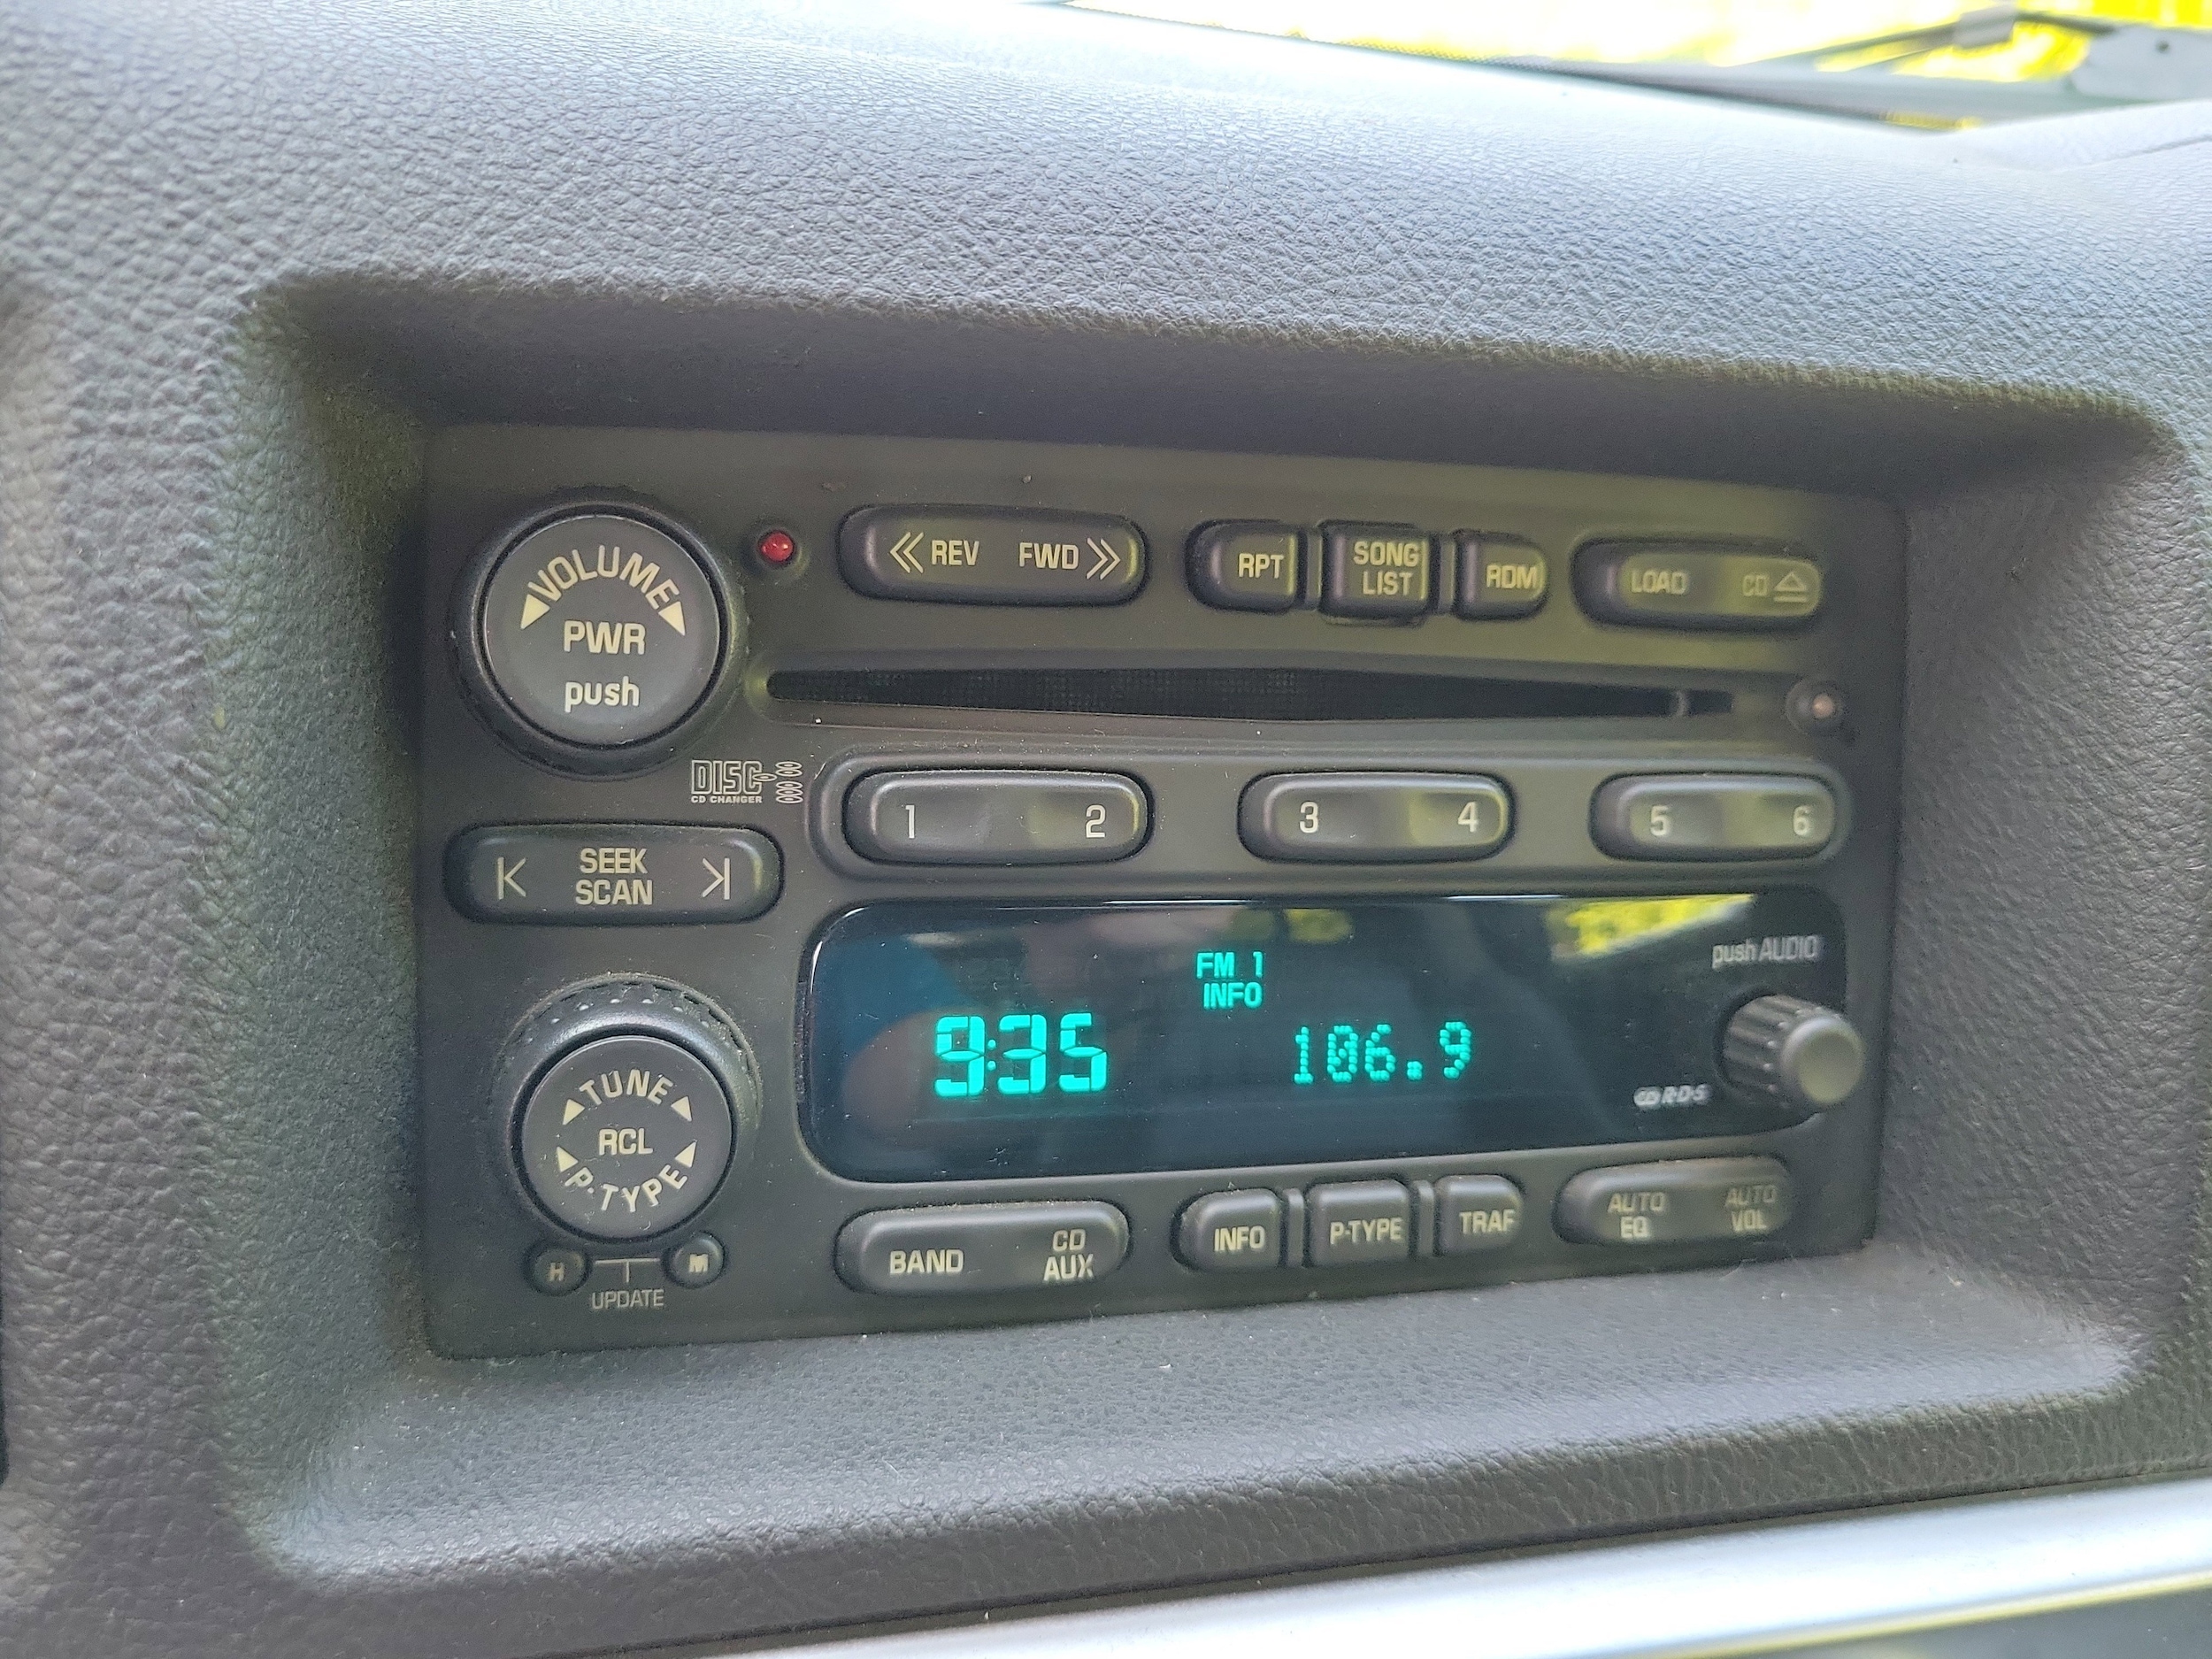 VOLUME
PWR
push
REV FWD
RPT
SONG
LIST
RDM
LOAD CD
DISC
CD CHANGER
1 2
3 4
5 6
SEEK
SCAN
FM 1
INFO
9:35
106.9
push AUDIO
RDS
TUNE
RCL
P-TYPE
H M
UPDATE
BAND
CD
AUX
INFO
P-TYPE
TRAF
AUTO
EQ
AUTO
VOL